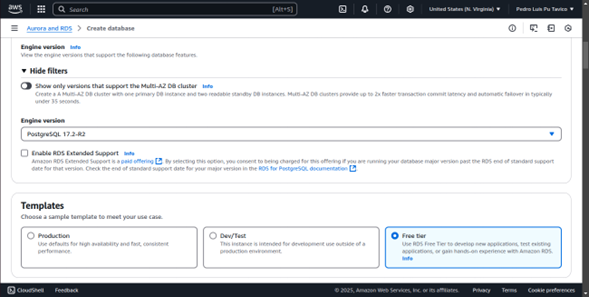 aws
Search
[Alt+S]
United States (N. Virginia)
Pedro Luis Pu Tavico
Aurora and RDS > Create database
Engine version Info
View the engines that support the following database features.
Hide filters
Show only versions that support the Multi-AZ DB cluster Info
Create a A Multi-AZ DB cluster with one primary DB instance and two readable standby DB instances. Multi-AZ DB clusters provide up to 2x faster transaction commit latency and automatic failover in typically
under 35 seconds.
Engine version
PostgreSQL 17.2-R2
Enable RDS Extended Support Info
Amazon RDS Extended Support is a paid offering. By selecting this option, you consent to being charged for this offering if you are running your database major version past the RDS end of standard support
date for that version. Check the end of standard support date for your major version in the RDS for PostgreSQL documentation
Templates
Choose a sample template to meet your use case.
Production
Use defaults for high availability and fast, consistent
performance.
Dev/Test
This instance is intended for development use outside of a
production environment.
Free tier
Use RDS Free Tier to develop new applications, test existing
applications, or gain hands-on experience with Amazon RDS.
Info
CloudShell Feedback © 2025, Amazon Web Services, Inc. or its affiliates. Privacy Terms Cookie preferences